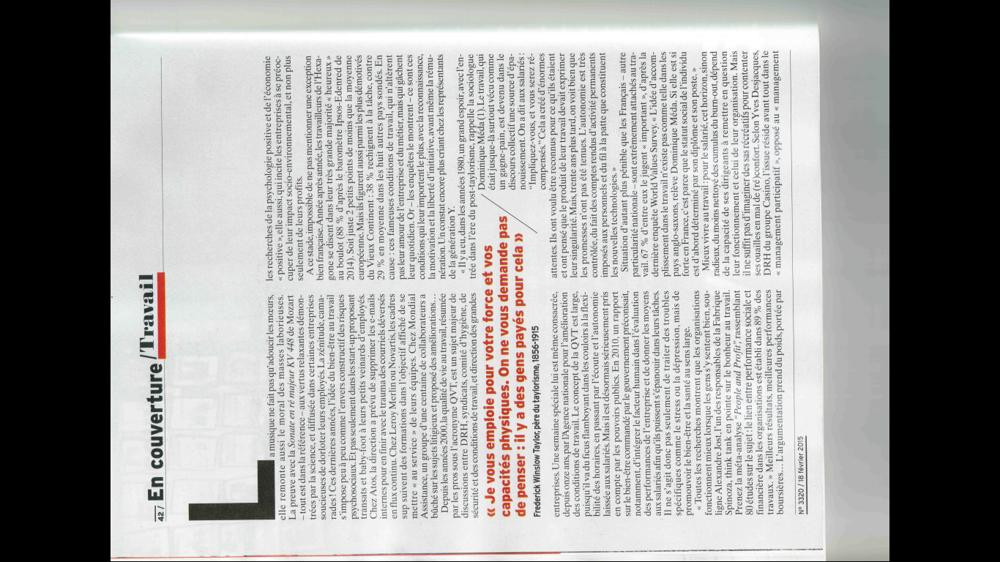 42 / En couverture / Travail
La musique ne fait pas qu'adoucir les mœurs,
elle remonte aussi le moral des masses laborieuses.
La preuve avec la Sonate en ré majeur KV 448 de Mozart
– tout est dans la référence – aux vertus relaxantes démon-
trées par la science, et diffusée dans certaines entreprises
soucieuses de dorloter leurs employés. La zénitude, cama-
rades ! Ces dernières années, l'idée du bien-être au travail
s'impose peu à peu comme l'envers constructif des risques
psychosociaux. Et pas seulement dans les start-up proposant
transats et baby-foot à leurs petits veinards d'employés.
Chez Atos, la direction a prévu de supprimer les e-mails
internes pour en finir avec le trauma des courriels déversés
en flux continu. Chez Leroy Merlin ou Novartis, les cadres
sup suivent des formations dans l'objectif affiché de se
mettre « au service » de leurs équipes. Chez Mondial
Assistance, un groupe d'une centaine de collaborateurs a
bûché sur les sujets litigieux et proposé des améliorations…
Depuis les années 2000, la qualité de vie au travail, résumée
par les pros sous l'acronyme QVT, est un sujet majeur de
discussions entre DRH, syndicats, comité d'hygiène, de
sécurité et des conditions de travail, et direction des grandes
« Je vous emploie pour votre force et vos
capacités physiques. On ne vous demande pas
de penser : il y a des gens payés pour cela »
Frederick Winslow Taylor, père du taylorisme, 1856-1915
entreprises. Une semaine spéciale lui est même consacrée,
depuis onze ans, par l'Agence nationale pour l'amélioration
des conditions de travail. Le concept de la QVT est large,
puisqu'il va du ficus flamboyant dans les couloirs à la flexi-
bilité des horaires, en passant par l'écoute et l'autonomie
laissée aux salariés. Mais il est désormais sérieusement pris
en compte par les pouvoirs publics. En 2010, un rapport
sur le bien-être commandé par le gouvernement préconisait,
notamment, d'intégrer le facteur humain dans l'évaluation
des performances de l'entreprise et de donner les moyens
aux salariés afin qu'ils puissent s'épanouir dans leurs tâches.
Il ne s'agit donc pas seulement de traiter des troubles
spécifiques comme le stress ou la dépression, mais de
promouvoir le bien-être et la santé au sens large.
« Toutes les recherches montrent que les organisations
fonctionnent mieux lorsque les gens s'y sentent bien, sou-
ligne Alexandre Jost, l'un des responsables de la Fabrique
Spinoza, think tank en pointe sur le bonheur au travail.
Prenez la méta-analyse "People and Profit", rassemblant
80 études sur le sujet : le lien entre performance sociale et
financière dans les organisations est établi dans 89 % des
travaux. » Meilleurs résultats, meilleures performances
boursières… L'argumentation prend du poids, portée par
les recherches de la psychologie positive et de l'économie
« positive », elle aussi, qui incite les entreprises à se préoc-
cuper de leur impact socio-environnemental, et non plus
seulement de leurs profits.
A ce stade, impossible de ne pas mentionner une exception
bien française. Année après année, les travailleurs de l'Hexa-
gone se disent dans leur très grande majorité « heureux »
au boulot (88 % d'après le baromètre Ipsos-Edenred de
2014). Soit juste 2 petits points de moins que la moyenne
européenne. Mais ils figurent aussi parmi les plus démotivés
du Vieux Continent : 38 % rechignent à la tâche, contre
29 % en moyenne dans les huit autres pays sondés. En
cause : ces fameuses conditions de travail, qui n'altèrent
pas leur amour de l'entreprise et du métier, mais qui gâchent
leur quotidien. Or – les enquêtes le montrent – ce sont ces
conditions qui leur importent le plus, avec la reconnaissance,
la motivation et la liberté d'initiative, avant même la rému-
nération. Un constat encore plus criant chez les représentants
de la génération Y.
« Il y a eu, dans les années 1980, un grand espoir, avec l'en-
trée dans l'ère du post-taylorisme, rappelle la sociologue
Dominique Méda (1). Le travail, qui
était jusque-là surtout vécu comme
un gagne-pain, est devenu dans le
discours collectif une source d'épa-
nouissement. On a dit aux salariés :
"Impliquez-vous, et vous serez ré-
compensés." Cela a créé d'énormes
attentes. Ils ont voulu être reconnus pour ce qu'ils étaient
et ont pensé que le produit de leur travail devait exprimer
leur singularité. Mais, trente ans plus tard, on voit bien que
les promesses n'ont pas été tenues. L'autonomie est très
contrôlée, du fait des comptes rendus d'activité permanents
imposés aux personnels et du fil à la patte que constituent
les nouvelles technologies. »
Situation d'autant plus pénible que les Français – autre
particularité nationale – sont extrêmement attachés au tra-
vail. 67 % d'entre eux le jugent « important », d'après la
dernière enquête World Values Survey. « L'idée d'accom-
plissement dans le travail n'existe pas comme telle dans les
pays anglo-saxons, relève Dominique Méda. Si elle est si
forte en France, c'est parce que le statut social de l'individu
est d'abord déterminé par son diplôme et son poste. »
Mieux vivre au travail : pour le salarié, cet horizon, sinon
radieux, du moins nettoyé des cumulus du burn-out, dépend
de la capacité de ses dirigeants à remettre en question
leur fonctionnement et celui de leur organisation. Mais
il ne suffit pas d'imaginer des sas récréatifs pour contenter
ses ouailles en mal de (ré)confort. Selon Yves Desjacques,
DRH du groupe Casino, l'issue réside avant tout dans le
« management participatif », opposé au « management
N° 3320 / 18 février 2015